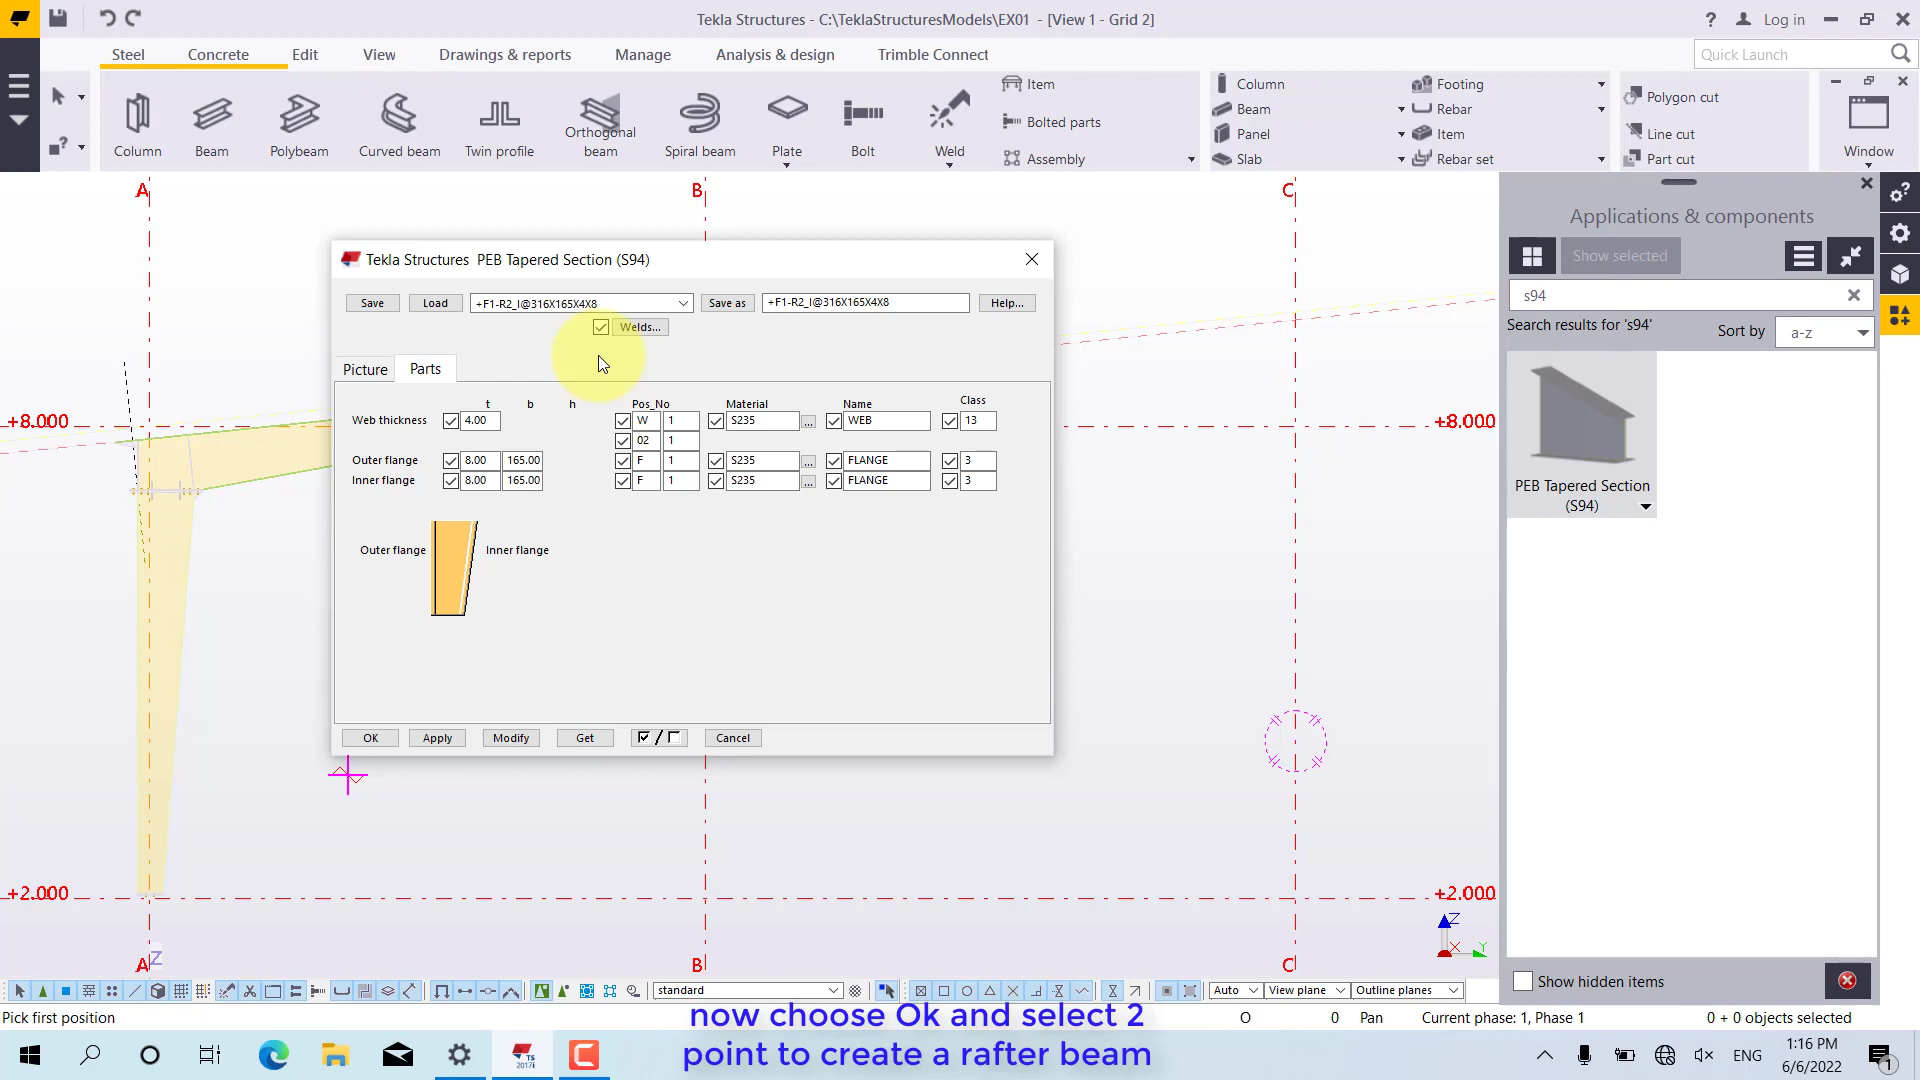 Tekla Structures - C:\TeklaStructuresModels\EX01 - [View 1 - Grid 2]
Log in
Steel Concrete Edit View Drawings & reports Manage Analysis & design Trimble Connect
Quick Launch
Column Beam Polybeam Curved beam Twin profile Orthogonal beam Spiral beam Plate Bolt Weld
Item
Bolted parts
Assembly
Column Footing
Beam Rebar
Panel Item
Slab Rebar set
Polygon cut
Line cut
Part cut
Window
A B C
+8.000 +8.000
+2.000 +2.000
A Z B C
Z X Y
Tekla Structures PEB Tapered Section (S94)
Save Load +F1-R2_I@316X165X4X8 Save as +F1-R2_I@316X165X4X8 Help...
Welds...
Picture Parts
t b h Pos_No Material Name Class
Web thickness 4.00 W 1 S235 ... WEB 13
02 1
Outer flange 8.00 165.00 F 1 S235 ... FLANGE 3
Inner flange 8.00 165.00 F 1 S235 ... FLANGE 3
Outer flange Inner flange
OK Apply Modify Get / Cancel
Applications & components
Show selected
s94
Search results for 's94' Sort by a-z
PEB Tapered Section
(S94)
Show hidden items
standard Auto View plane Outline planes
Pick first position O 0 Pan Current phase: 1, Phase 1 0 + 0 objects selected
now choose Ok and select 2
point to create a rafter beam
TS
2017i
ENG
1:16 PM
6/6/2022
1